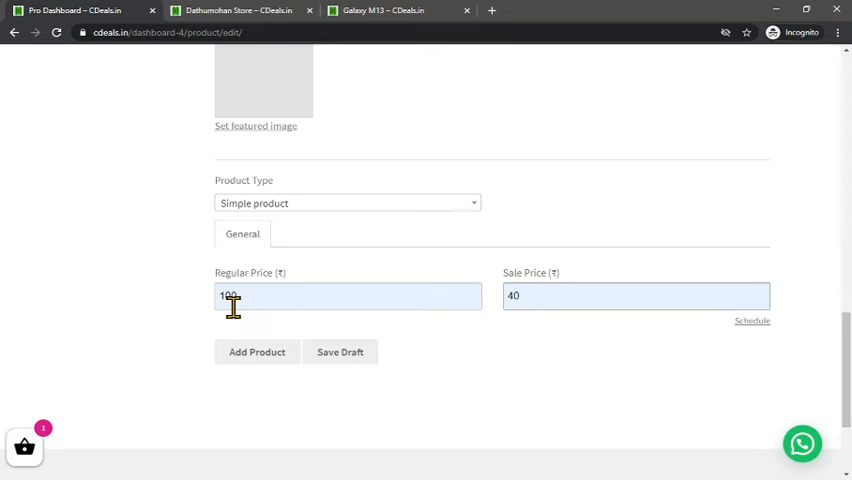 Pro Dashboard – CDeals.in
Dathumohan Store – CDeals.in
Galaxy M13 – CDeals.in
cdeals.in/dashboard-4/product/edit/
Incognito
Set featured image
Product Type
Simple product
General
Regular Price (₹)
Sale Price (₹)
100
40
Schedule
Add Product
Save Draft
1